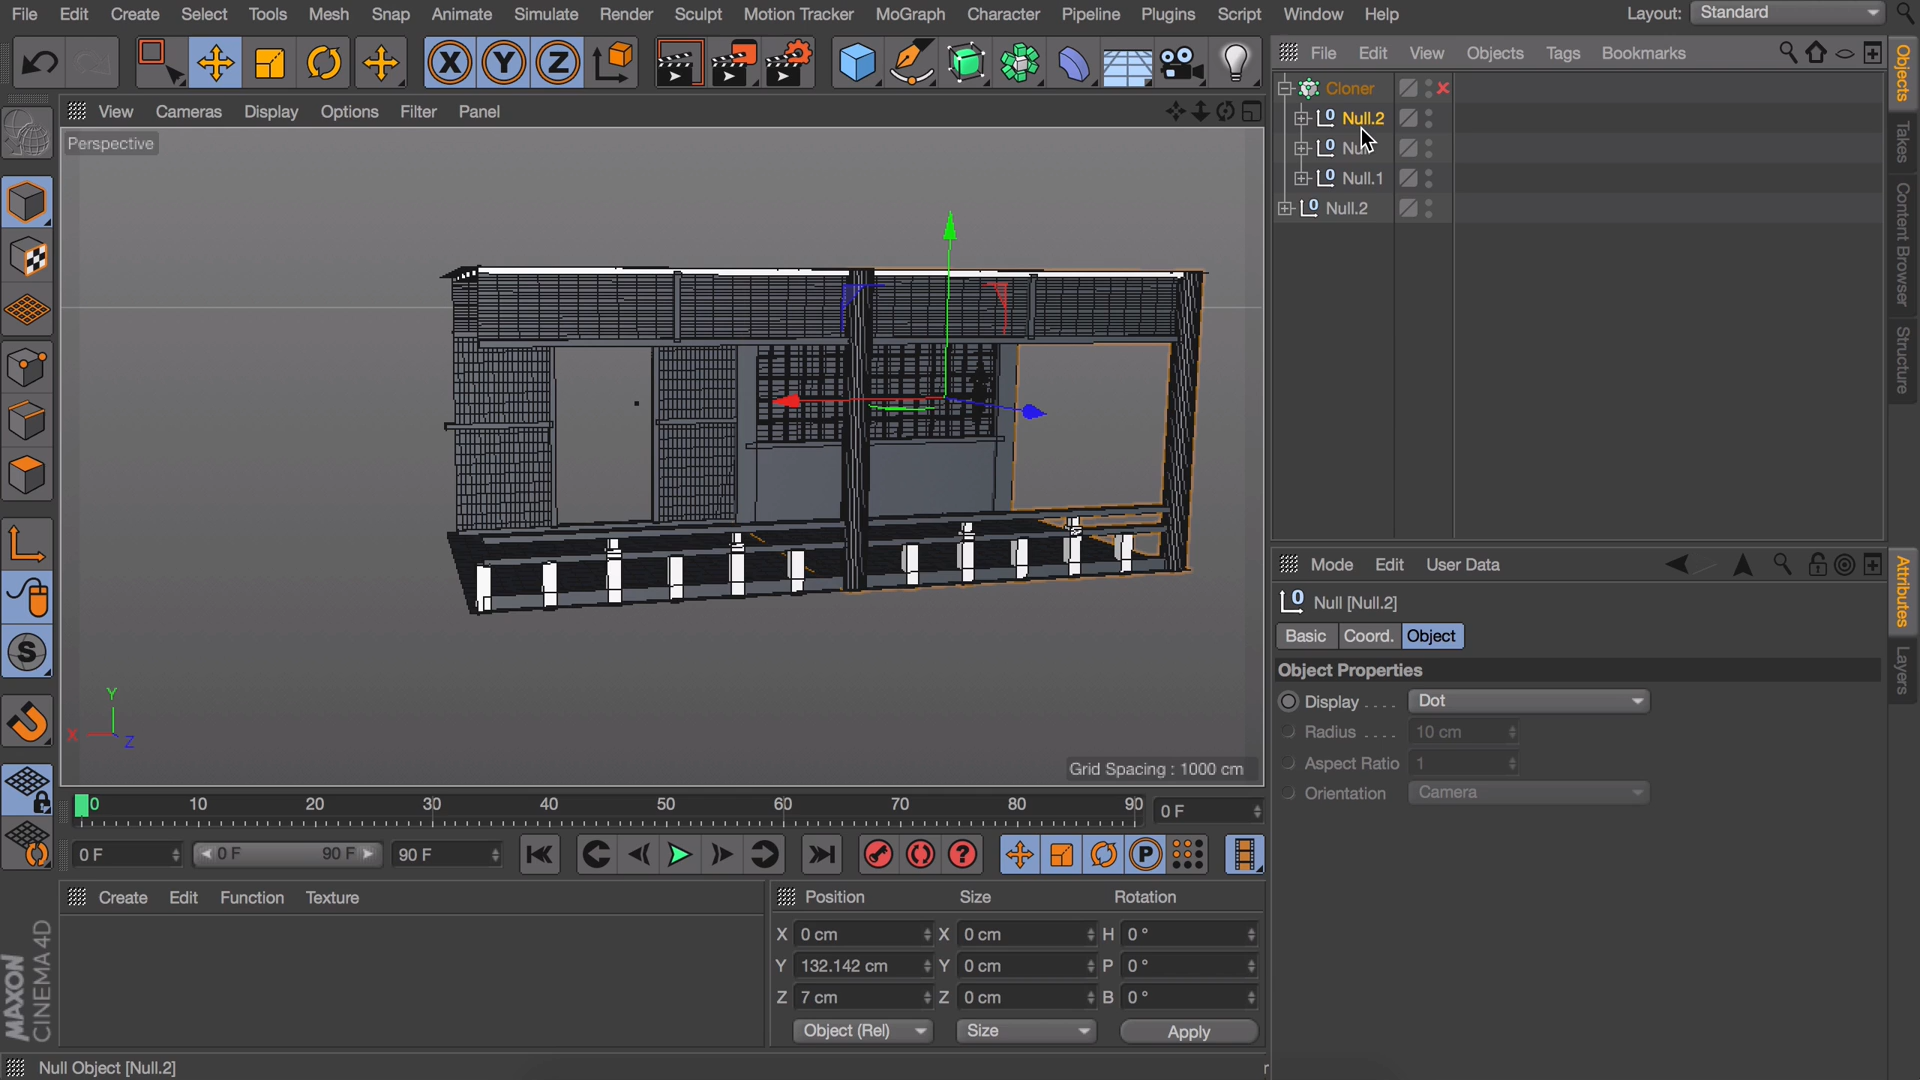 File Edit Create Select Tools Mesh Snap Animate Simulate Render Sculpt Motion Tracker MoGraph Character Pipeline Plugins Script Window Help Layout: Standard
File Edit View Objects Tags Bookmarks
Objects
Takes
Content Browser
Structure
Cloner
Null.2
Null.1
Null.2
View Cameras Display Options Filter Panel
Perspective
Y
X
Z
Grid Spacing : 1000 cm
0 10 20 30 40 50 60 70 80 90 0 F
0 F 0 F 90 F 90 F
Create Edit Function Texture
Position Size Rotation
X 0 cm X 0 cm H 0 °
Y 132.142 cm Y 0 cm P 0 °
Z 7 cm Z 0 cm B 0 °
Object (Rel) Size Apply
Mode Edit User Data
Attributes
Layers
Null [Null.2]
Basic Coord. Object
Object Properties
Display . . . . Dot
Radius . . . . 10 cm
Aspect Ratio 1
Orientation Camera
MAXON
CINEMA 4D
Null Object [Null.2]